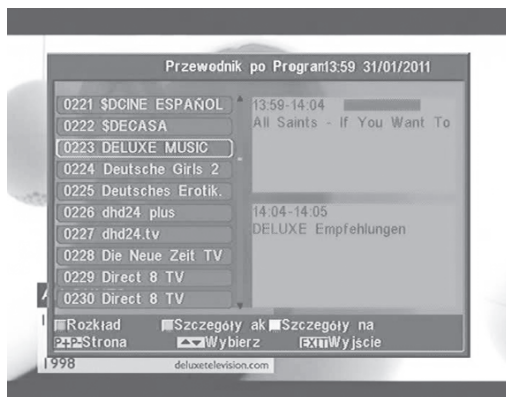 Przewodnik po Program13:59 31/01/2011
0221 $DCINE ESPAÑOL
0222 $DECASA
0223 DELUXE MUSIC
0224 Deutsche Girls 2
0225 Deutsches Erotik.
0226 dhd24 plus
0227 dhd24.tv
0228 Die Neue Zeit TV
0229 Direct 8 TV
0230 Direct 8 TV
13:59-14:04
All Saints - If You Want To
14:04-14:05
DELUXE Empfehlungen
Rozkład Szczegóły ak Szczegóły na
P+P- Strona Wybierz EXIT Wyjście
1998 deluxetelevision.com